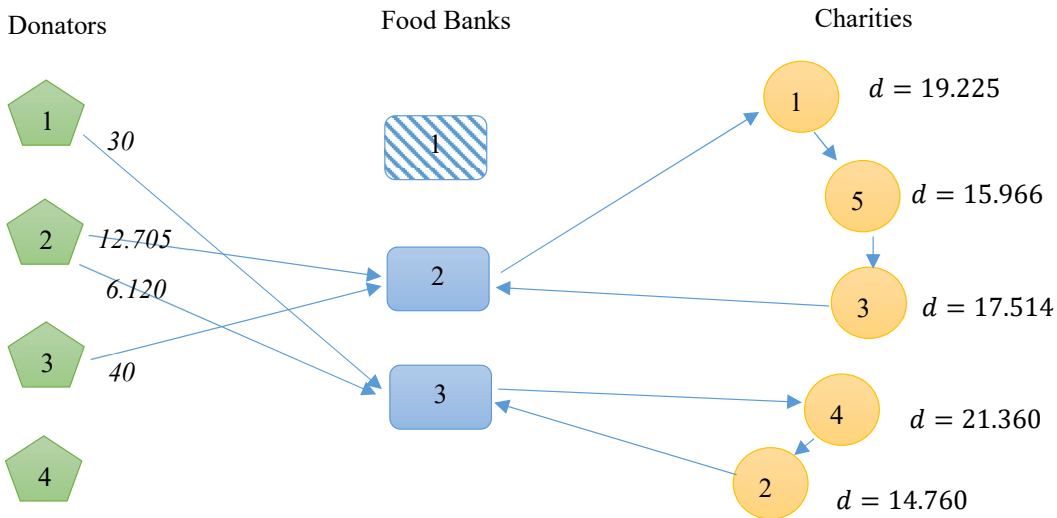 Donators
Food Banks
Charities
1
30
2
12.705
6.120
3
40
4
1
2
3
1
d = 19.225
5
d = 15.966
3
d = 17.514
4
d = 21.360
2
d = 14.760